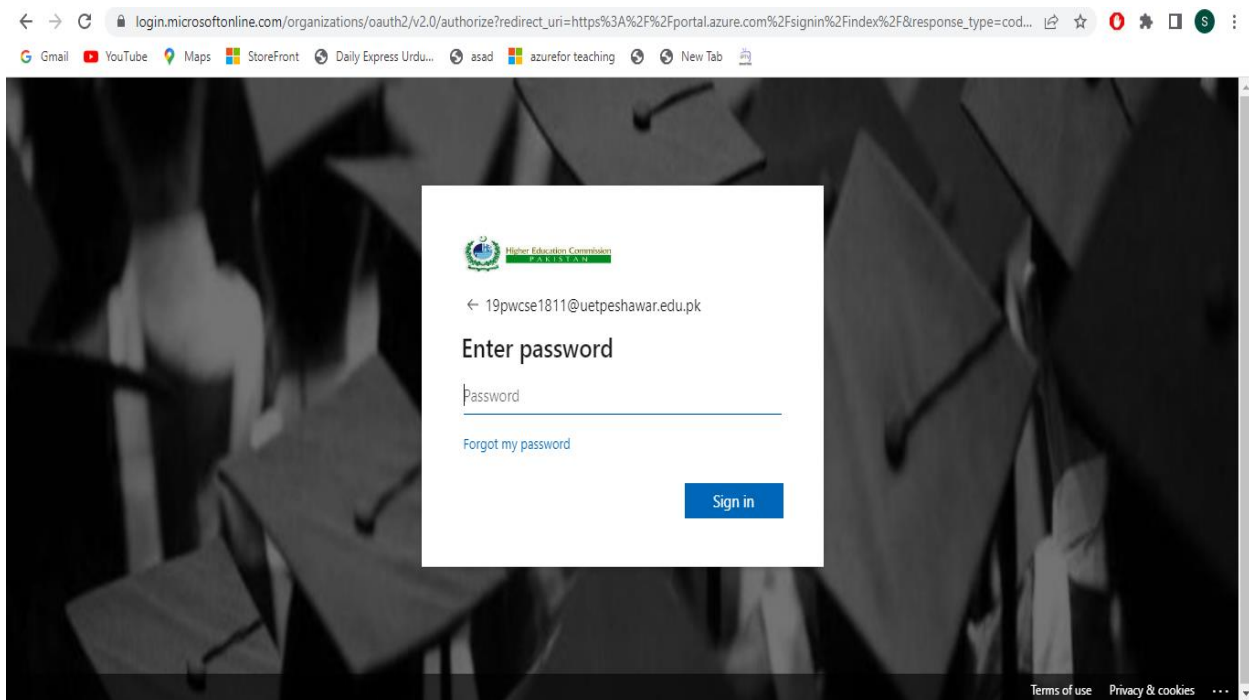 login.microsoftonline.com/organizations/oauth2/v2.0/authorize?redirect_uri=https%3A%2F%2Fportal.azure.com%2Fsignin%2Findex%2F&response_type=cod...
S
Gmail YouTube Maps StoreFront Daily Express Urdu... asad azurefor teaching New Tab
Higher Education Commission
PAKISTAN
← 19pwcse1811@uetpeshawar.edu.pk
Enter password
Password
Forgot my password
Sign in
Terms of use Privacy & cookies ...